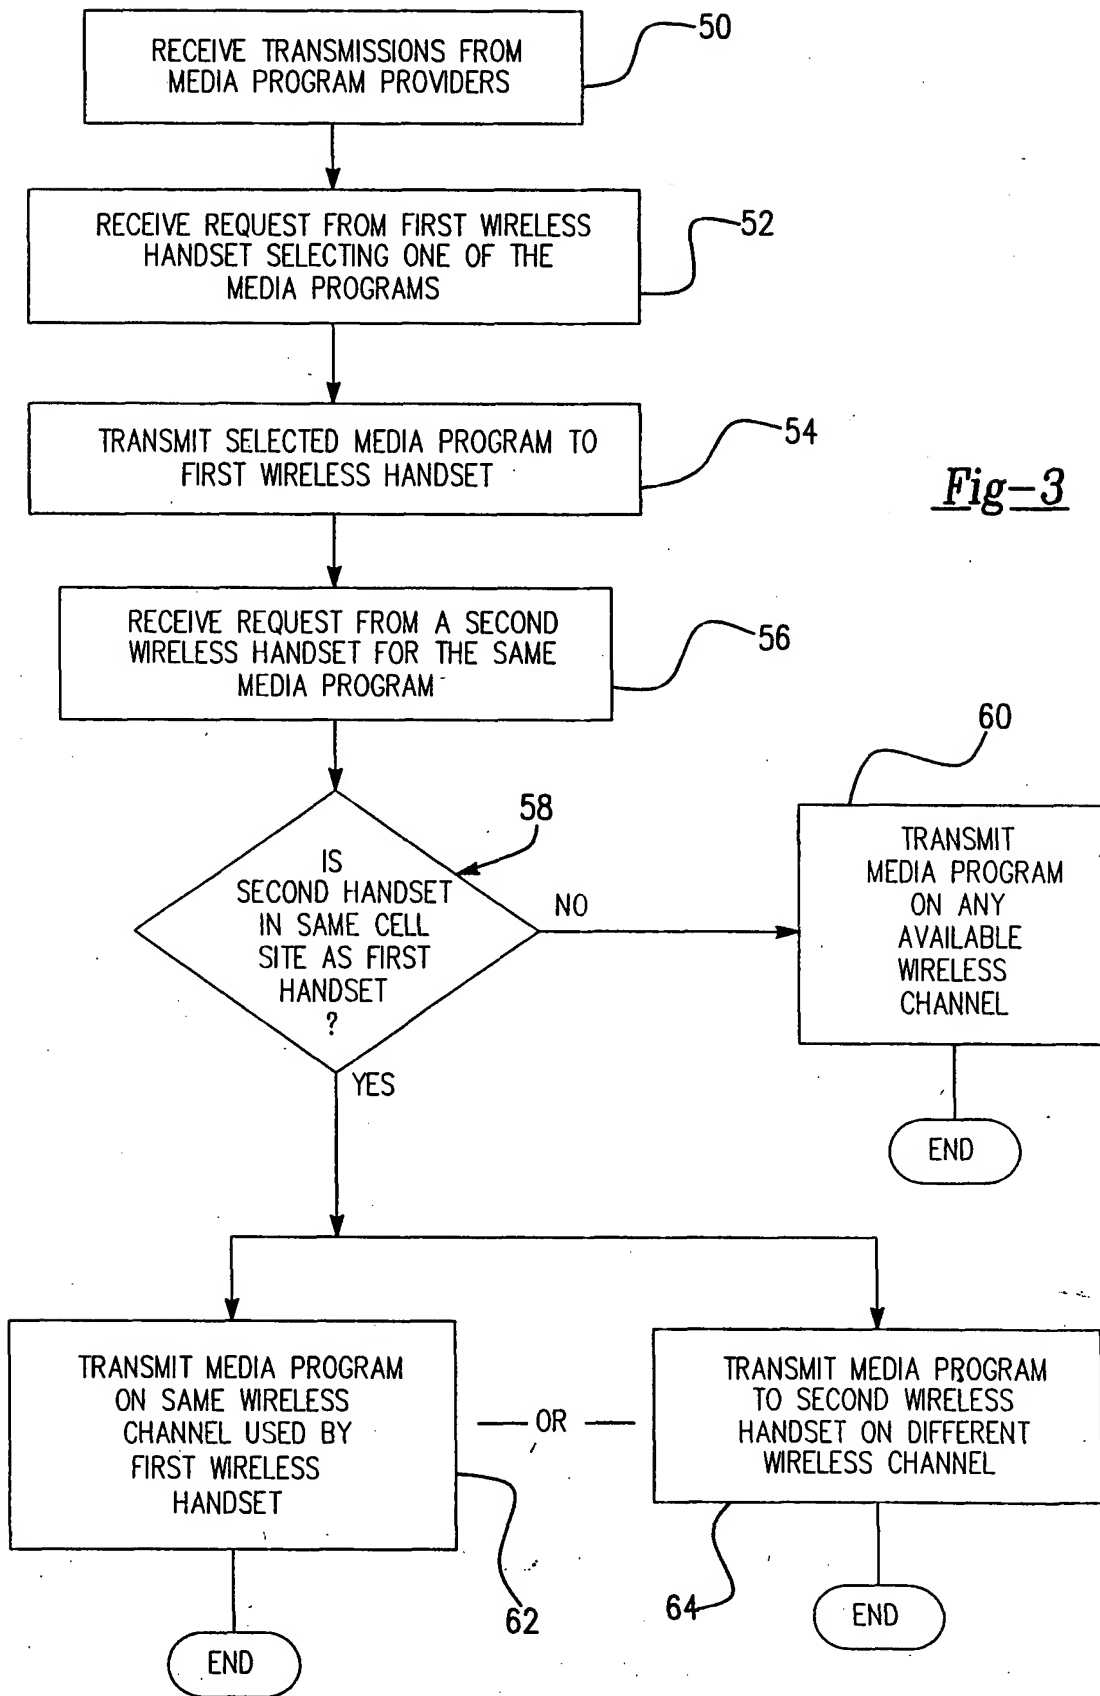 RECEIVE TRANSMISSIONS FROM
MEDIA PROGRAM PROVIDERS
50
RECEIVE REQUEST FROM FIRST WIRELESS
HANDSET SELECTING ONE OF THE
MEDIA PROGRAMS
52
TRANSMIT SELECTED MEDIA PROGRAM TO
FIRST WIRELESS HANDSET
54
Fig-3
RECEIVE REQUEST FROM A SECOND
WIRELESS HANDSET FOR THE SAME
MEDIA PROGRAM
56
IS
SECOND HANDSET
IN SAME CELL
SITE AS FIRST
HANDSET
?
58
NO
YES
60
TRANSMIT
MEDIA PROGRAM
ON ANY
AVAILABLE
WIRELESS
CHANNEL
END
TRANSMIT MEDIA PROGRAM
ON SAME WIRELESS
CHANNEL USED BY
FIRST WIRELESS
HANDSET
62
END
OR
TRANSMIT MEDIA PROGRAM
TO SECOND WIRELESS
HANDSET ON DIFFERENT
WIRELESS CHANNEL
64
END